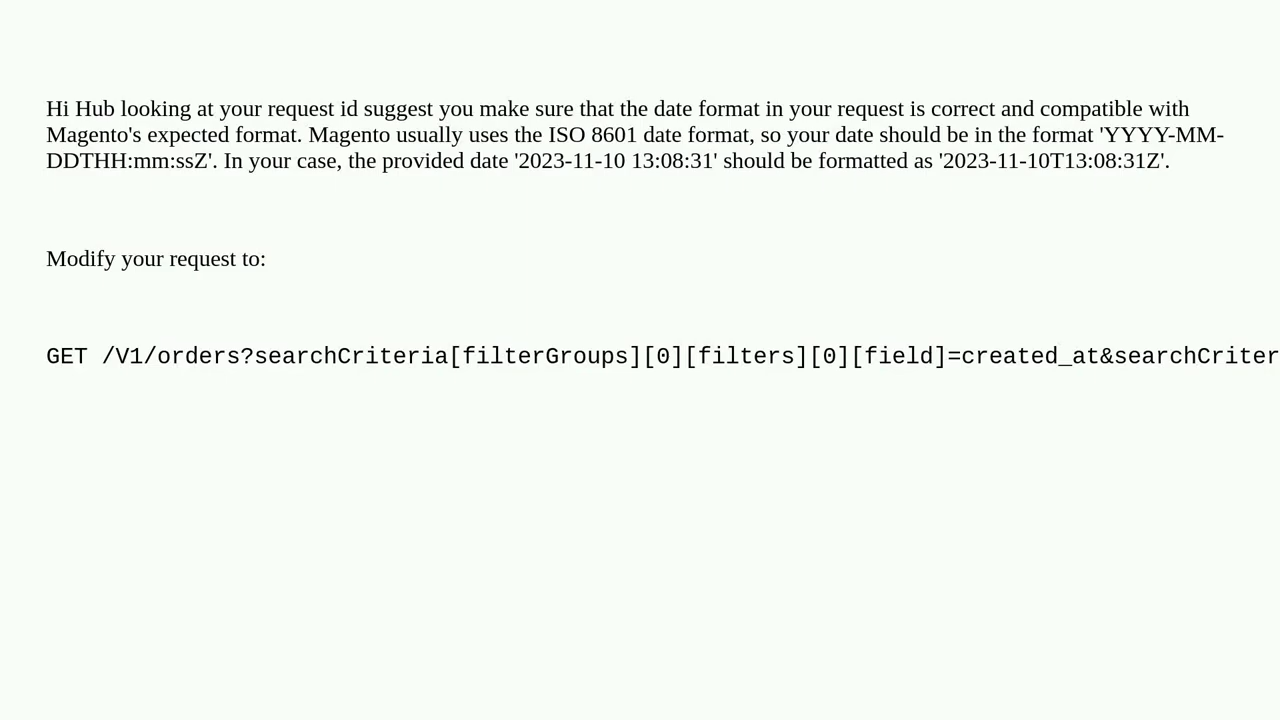 Hi Hub looking at your request id suggest you make sure that the date format in your request is correct and compatible with
Magento's expected format. Magento usually uses the ISO 8601 date format, so your date should be in the format 'YYYY-MM-
DDTHH:mm:ssZ'. In your case, the provided date '2023-11-10 13:08:31' should be formatted as '2023-11-10T13:08:31Z'.
Modify your request to:
GET /V1/orders?searchCriteria[filterGroups][0][filters][0][field]=created_at&searchCriter